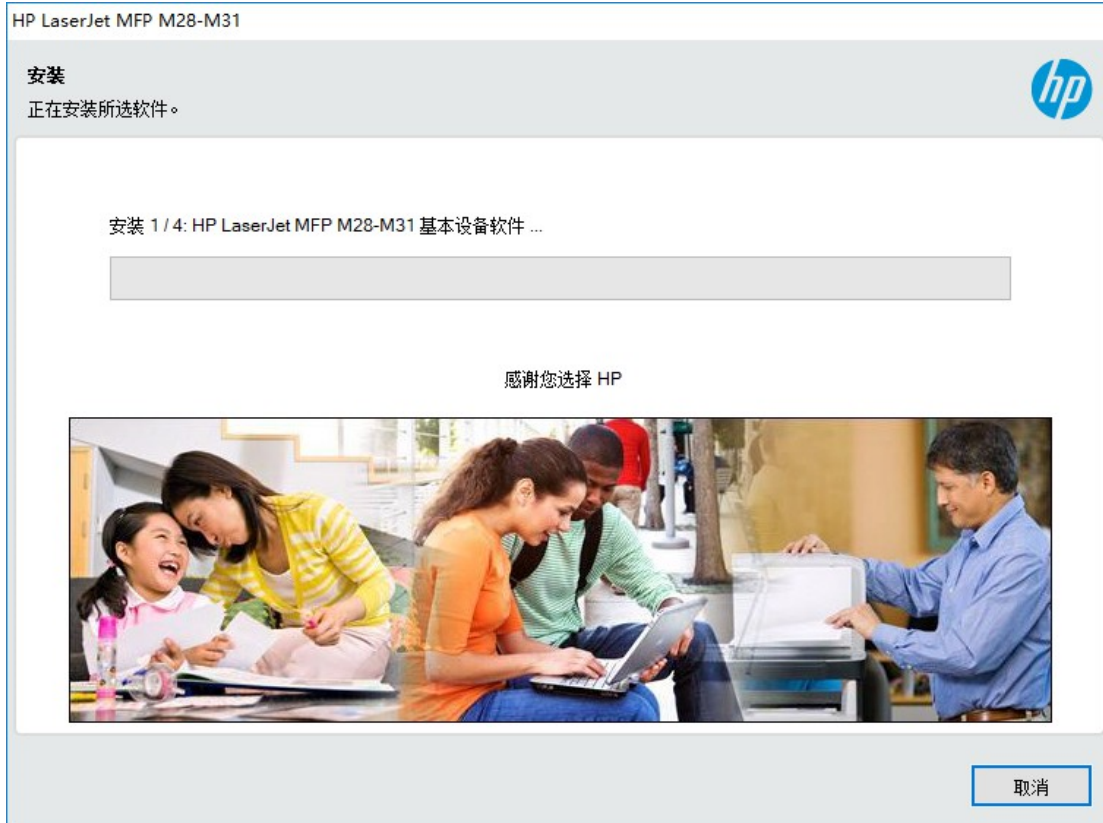 HP LaserJet MFP M28-M31
安装
正在安装所选软件。
hp
安装 1 / 4: HP LaserJet MFP M28-M31 基本设备软件 ...
感谢您选择 HP
取消